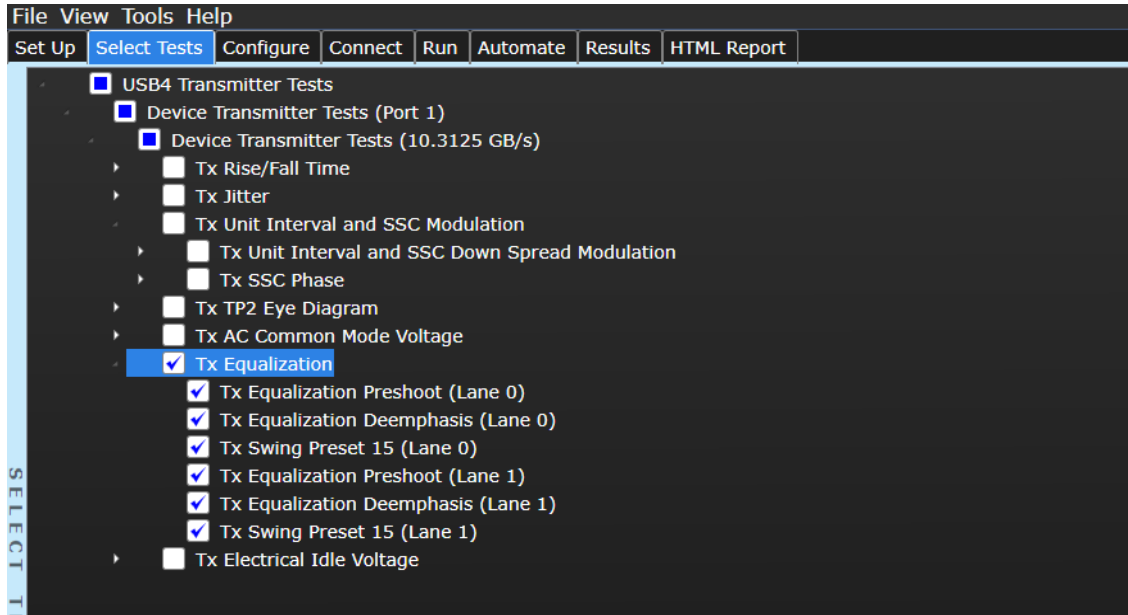 File View Tools Help
Set Up Select Tests Configure Connect Run Automate Results HTML Report
USB4 Transmitter Tests
Device Transmitter Tests (Port 1)
Device Transmitter Tests (10.3125 GB/s)
Tx Rise/Fall Time
Tx Jitter
Tx Unit Interval and SSC Modulation
Tx Unit Interval and SSC Down Spread Modulation
Tx SSC Phase
Tx TP2 Eye Diagram
Tx AC Common Mode Voltage
Tx Equalization
Tx Equalization Preshoot (Lane 0)
Tx Equalization Deemphasis (Lane 0)
Tx Swing Preset 15 (Lane 0)
Tx Equalization Preshoot (Lane 1)
Tx Equalization Deemphasis (Lane 1)
Tx Swing Preset 15 (Lane 1)
Tx Electrical Idle Voltage
SELECT T